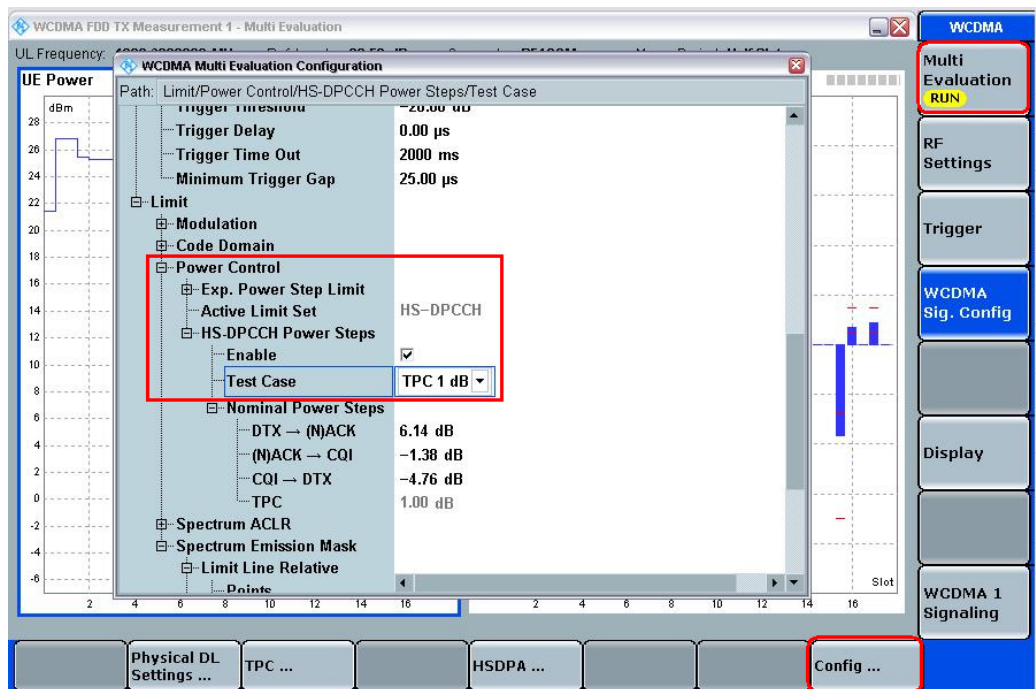 WCDMA FDD TX Measurement 1 - Multi Evaluation
WCDMA
UL Frequency:
WCDMA Multi Evaluation Configuration
Path: Limit/Power Control/HS-DPCCH Power Steps/Test Case
UE Power
dBm
28
26
24
22
20
18
16
14
12
10
8
6
4
2
0
-2
-4
-6
Trigger Threshold -20.00 dB
Trigger Delay 0.00 µs
Trigger Time Out 2000 ms
Minimum Trigger Gap 25.00 µs
Limit
Modulation
Code Domain
Power Control
Exp. Power Step Limit
Active Limit Set HS-DPCCH
HS-DPCCH Power Steps
Enable
Test Case TPC 1 dB
Nominal Power Steps
DTX → (N)ACK 6.14 dB
(N)ACK → CQI -1.38 dB
CQI → DTX -4.76 dB
TPC 1.00 dB
Spectrum ACLR
Spectrum Emission Mask
Limit Line Relative
Points
Slot
2 4 6 8 10 12 14 16
2 4 6 8 10 12 14 16
Multi
Evaluation
RUN
RF
Settings
Trigger
WCDMA
Sig. Config
Display
WCDMA 1
Signaling
Physical DL
Settings ...
TPC ...
HSDPA ...
Config ...